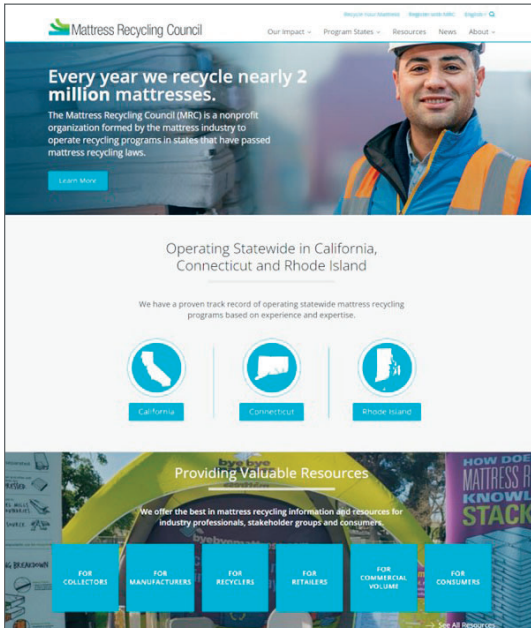 Recycle Your Mattress Register with MRC English
Mattress Recycling Council
Our Impact Program States Resources News About
Every year we recycle nearly 2
million mattresses.
The Mattress Recycling Council (MRC) is a nonprofit
organization formed by the mattress industry to
operate recycling programs in states that have passed
mattress recycling laws.
Learn More
Operating Statewide in California,
Connecticut and Rhode Island
We have a proven track record of operating statewide mattress recycling
programs based on experience and expertise.
California
Connecticut
Rhode Island
bye bye
HOW DOE
MATTRESS R
KNOW
STACK
Providing Valuable Resources
We offer the best in mattress recycling information and resources for
industry professionals, stakeholder groups and consumers.
NG BREAKDOWN
FOR
COLLECTORS
FOR
MANUFACTURERS
FOR
RECYCLERS
FOR
RETAILERS
FOR
COMMERCIAL
VOLUME
FOR
CONSUMERS
See All Resources